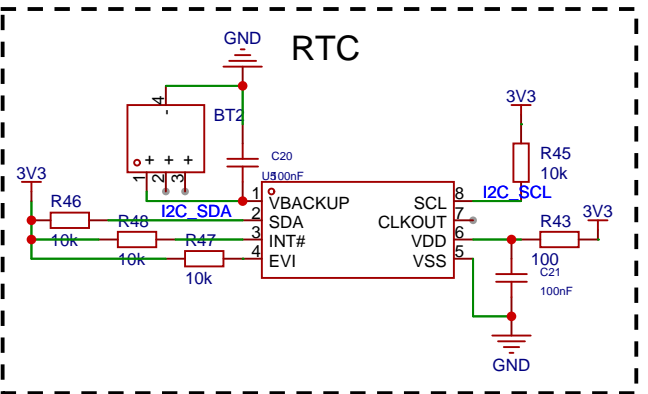 GND
RTC
3V3
4
-
BT2
C20
100nF
U5
R45
10k
3V3
+ + +
1
2
3
R46
10k
I2C_SDA
R48
10k
R47
10k
1
VBACKUP
2
SDA
3
INT#
4
EVI
SCL
8
CLKOUT
7
VDD
6
VSS
5
I2C_SCL
R43
100
3V3
C21
100nF
GND